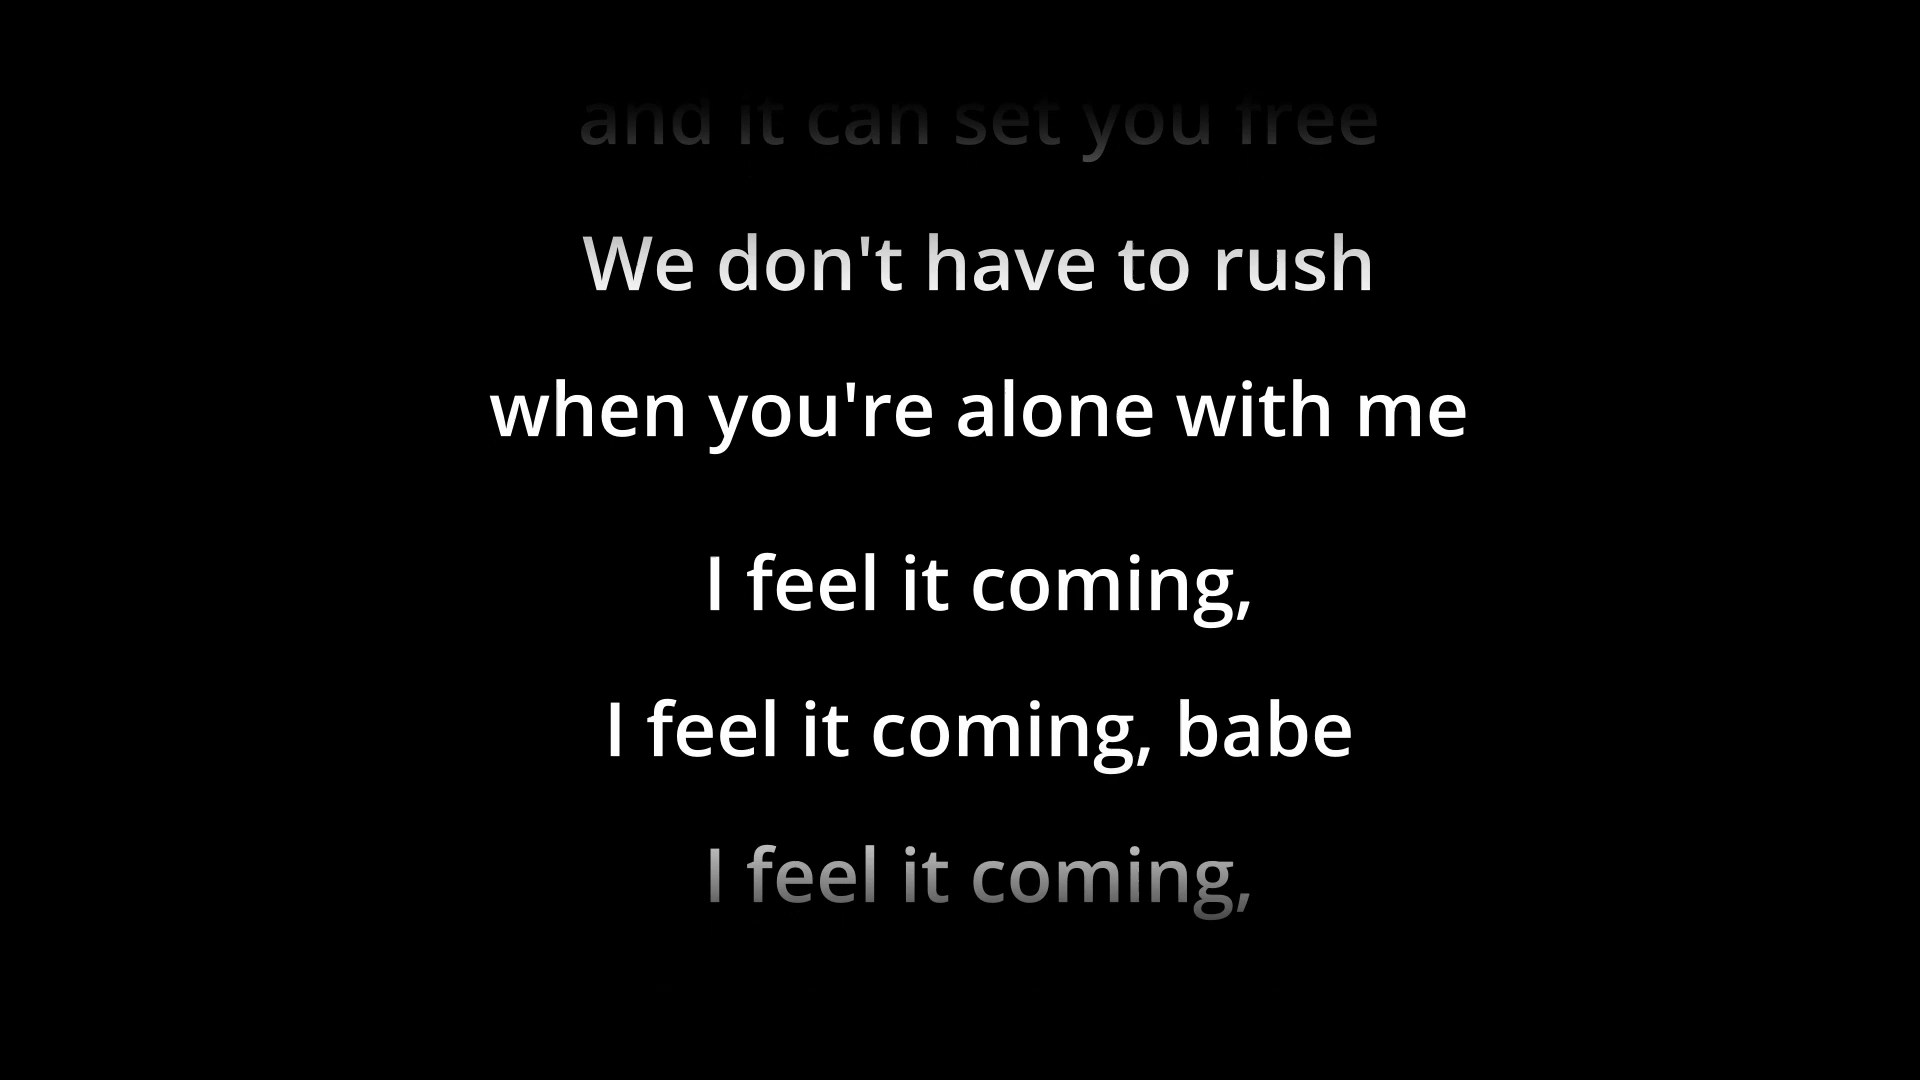 and it can set you free
We don't have to rush
when you're alone with me
I feel it coming,
I feel it coming, babe
I feel it coming,